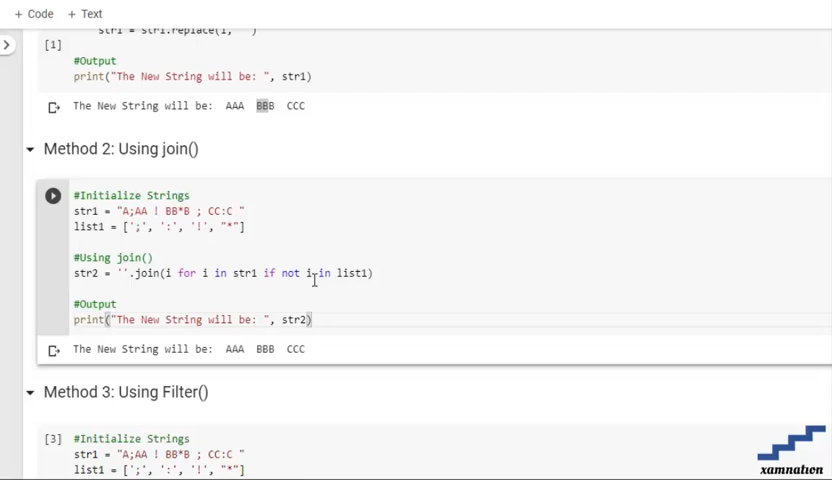 + Code + Text
str1 = str1.replace(i, ' ')
[1]
#Output
print("The New String will be: ", str1)
The New String will be: AAA BBB CCC
Method 2: Using join()
#Initialize Strings
str1 = "A;AA ! BB*B ; CC:C "
list1 = [';', ':', '!', "*"]
#Using join()
str2 = ''.join(i for i in str1 if not i in list1)
#Output
print("The New String will be: ", str2)
The New String will be: AAA BBB CCC
Method 3: Using Filter()
[3] #Initialize Strings
str1 = "A;AA ! BB*B ; CC:C "
list1 = [';', ':', '!', "*"]
xamnation